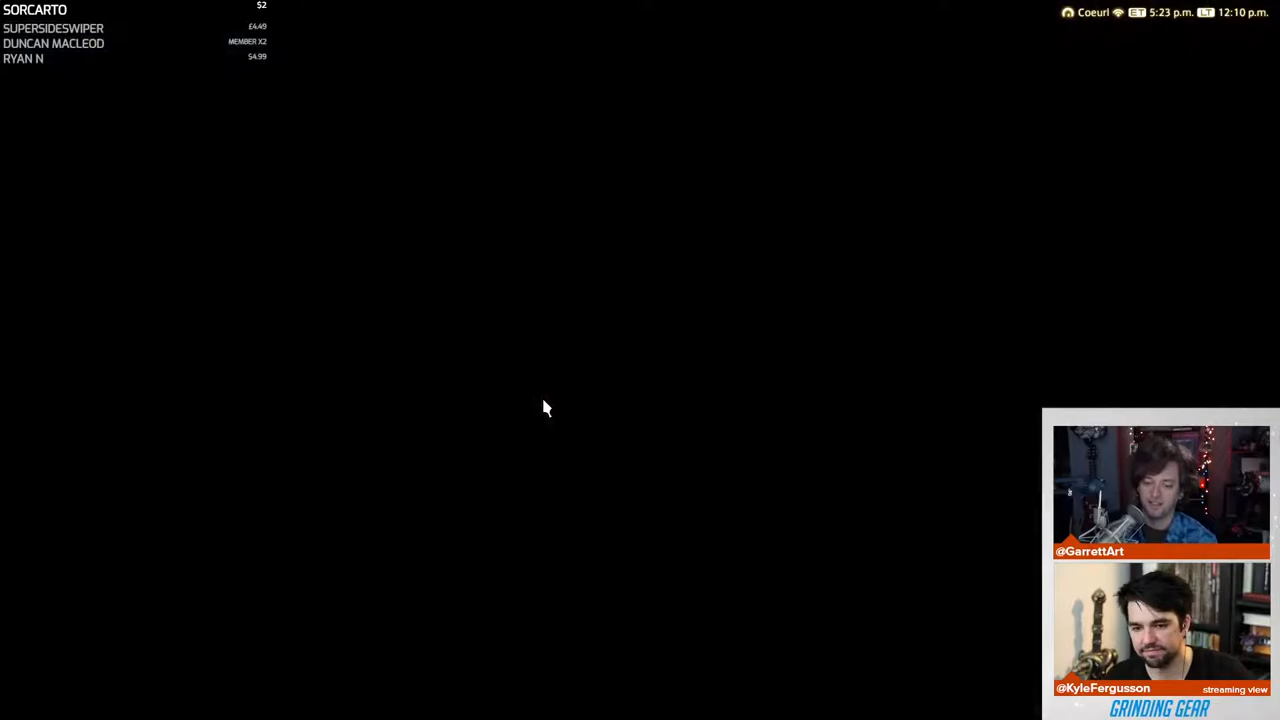 SORCARTO $2
SUPERSIDESWIPER £4.49
DUNCAN MACLEOD MEMBER X2
RYAN N $4.99
Coeurl ET 5:23 p.m. LT 12:10 p.m.
@GarrettArt
@KyleFergusson streaming view
GRINDING GEAR